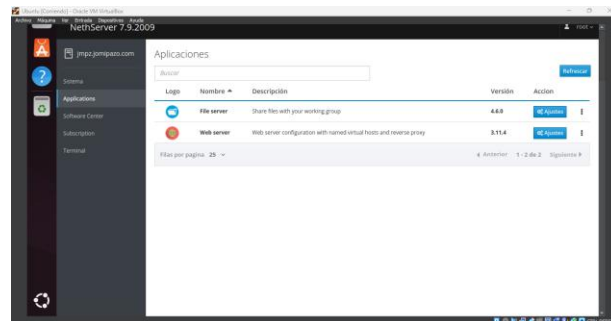 Ubuntu [Corriendo] - Oracle VM VirtualBox
Archivo Máquina Ver Entrada Dispositivos Ayuda
NetServer 7.9.2009
root
jmpz.jomipazo.com
Sistema
Applications
Software Center
Subscription
Terminal
Aplicaciones
Buscar
Refrescar
Logo Nombre Descripción Versión Accion
File server Share files with your working group 4.6.0 Ajustes
Web server Web server configuration with named virtual hosts and reverse proxy 3.11.4 Ajustes
Filas por pagina: 25 Anterior 1 - 2 de 2 Siguiente